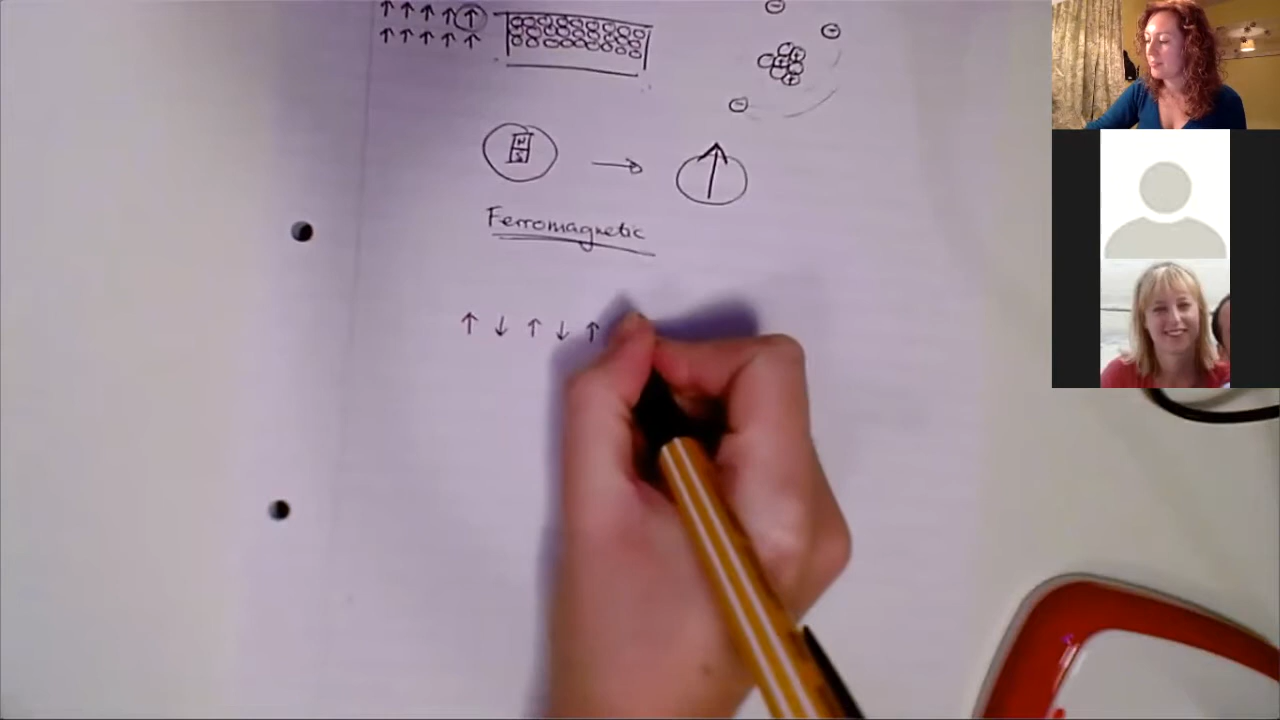 ↑ ↑ ↑ ↑ ↑
↑ ↑ ↑ ↑ ↑
N
S
Ferromagnetic
↑ ↓ ↑ ↓ ↑